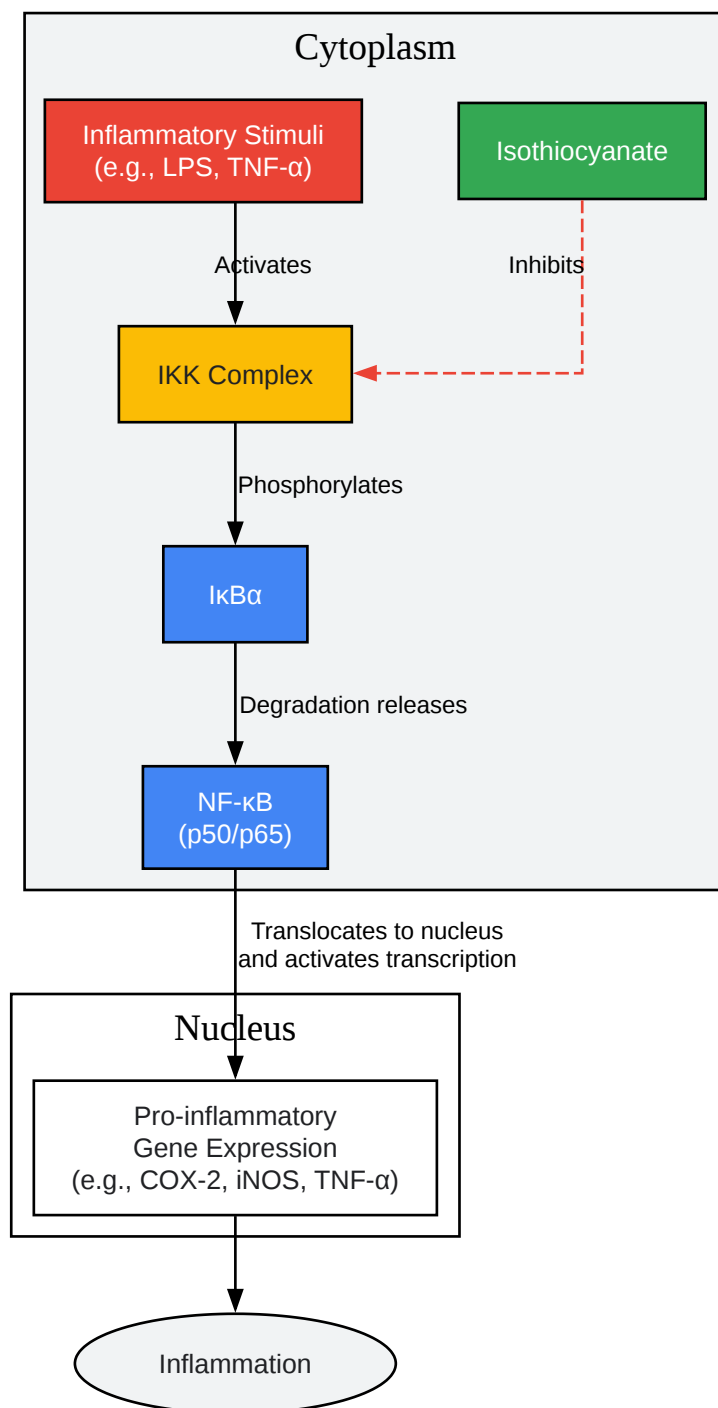 Cytoplasm
Inflammatory Stimuli
(e.g., LPS, TNF-α)
Isothiocyanate
Activates
Inhibits
IKK Complex
Phosphorylates
IκBα
Degradation releases
NF-κB
(p50/p65)
Translocates to nucleus
and activates transcription
Nucleus
Pro-inflammatory
Gene Expression
(e.g., COX-2, iNOS, TNF-α)
Inflammation